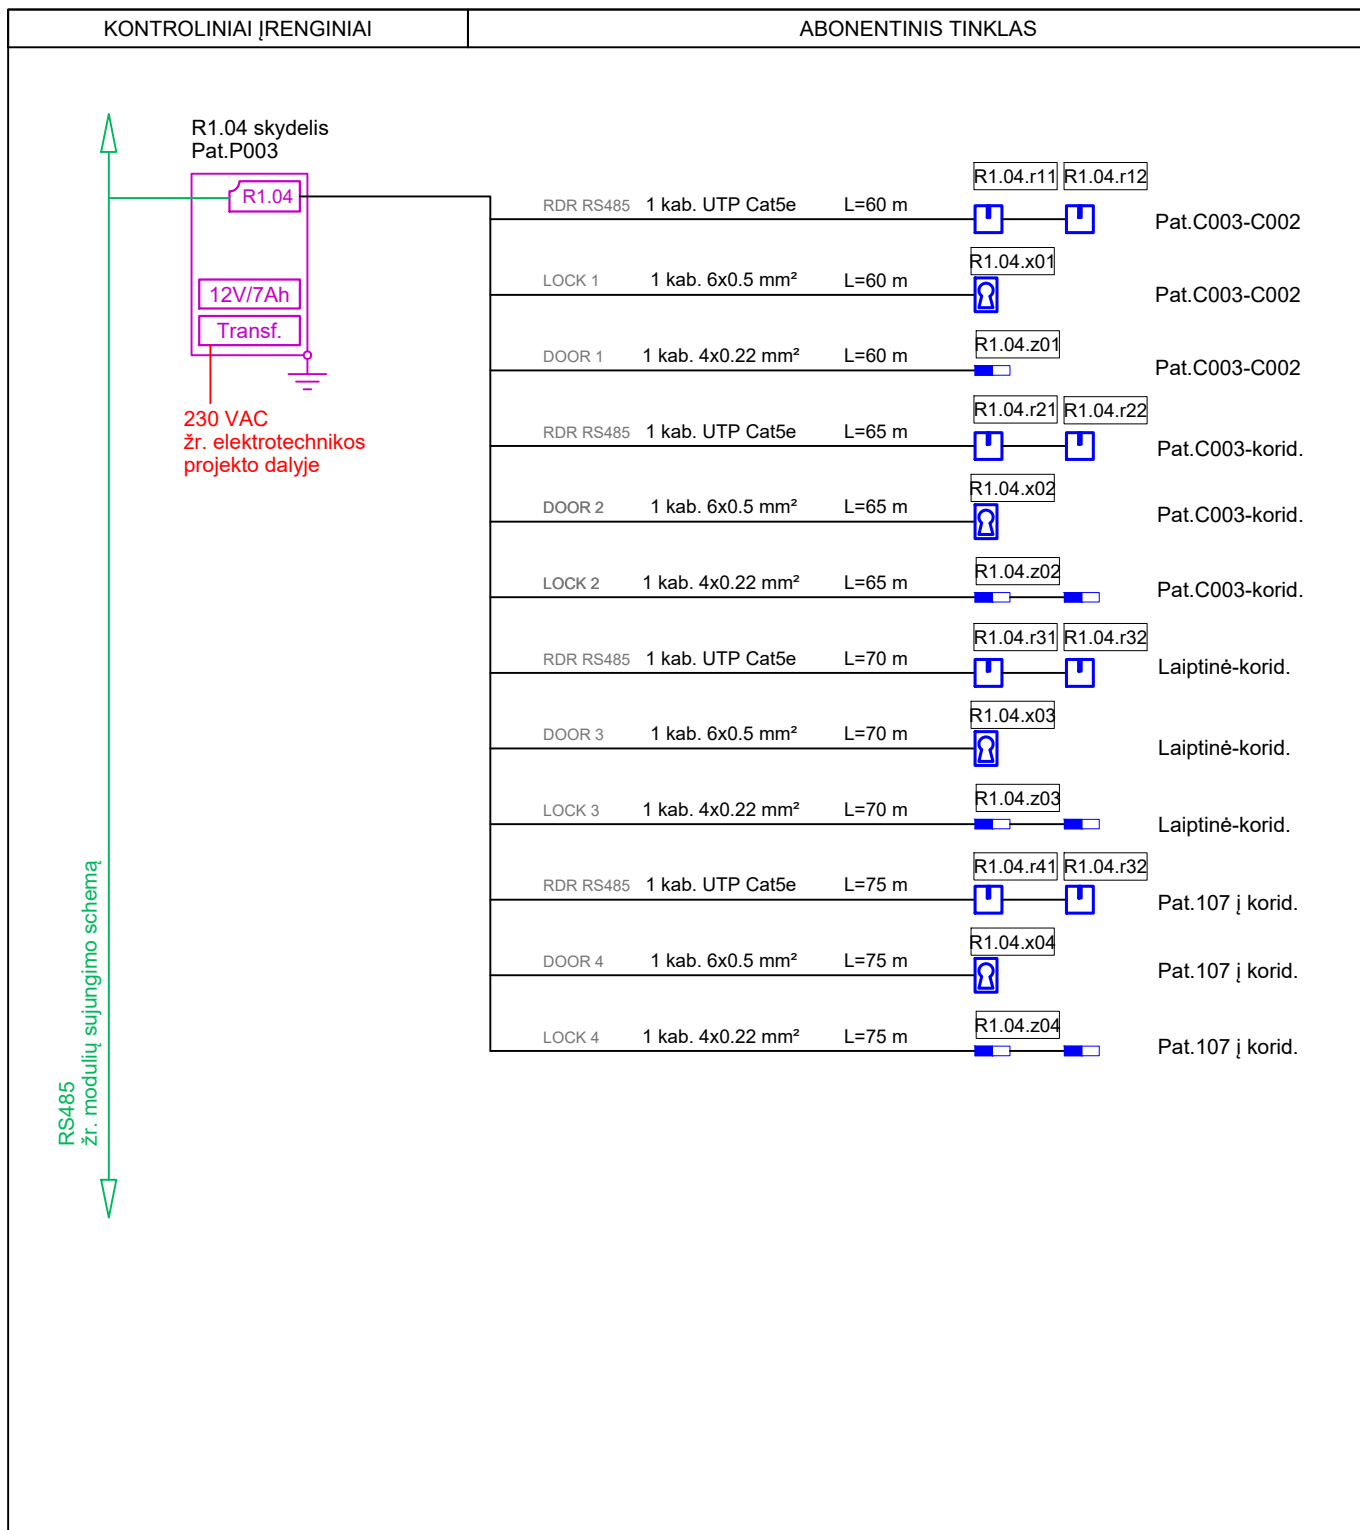 KONTROLINIAI ĮRENGINIAI
ABONENTINIS TINKLAS
R1.04 skydelis
Pat.P003
R1.04
12V/7Ah
Transf.
230 VAC
žr. elektrotechnikos
projekto dalyje
RS485
žr. modulių sujungimo schemą
R1.04.r11 R1.04.r12
RDR RS485 1 kab. UTP Cat5e L=60 m
Pat.C003-C002
R1.04.x01
LOCK 1 1 kab. 6x0.5 mm² L=60 m
Pat.C003-C002
R1.04.z01
DOOR 1 1 kab. 4x0.22 mm² L=60 m
Pat.C003-C002
R1.04.r21 R1.04.r22
RDR RS485 1 kab. UTP Cat5e L=65 m
Pat.C003-korid.
R1.04.x02
DOOR 2 1 kab. 6x0.5 mm² L=65 m
Pat.C003-korid.
R1.04.z02
LOCK 2 1 kab. 4x0.22 mm² L=65 m
Pat.C003-korid.
R1.04.r31 R1.04.r32
RDR RS485 1 kab. UTP Cat5e L=70 m
Laiptinė-korid.
R1.04.x03
DOOR 3 1 kab. 6x0.5 mm² L=70 m
Laiptinė-korid.
R1.04.z03
LOCK 3 1 kab. 4x0.22 mm² L=70 m
Laiptinė-korid.
R1.04.r41 R1.04.r32
RDR RS485 1 kab. UTP Cat5e L=75 m
Pat.107 į korid.
R1.04.x04
DOOR 4 1 kab. 6x0.5 mm² L=75 m
Pat.107 į korid.
R1.04.z04
LOCK 4 1 kab. 4x0.22 mm² L=75 m
Pat.107 į korid.